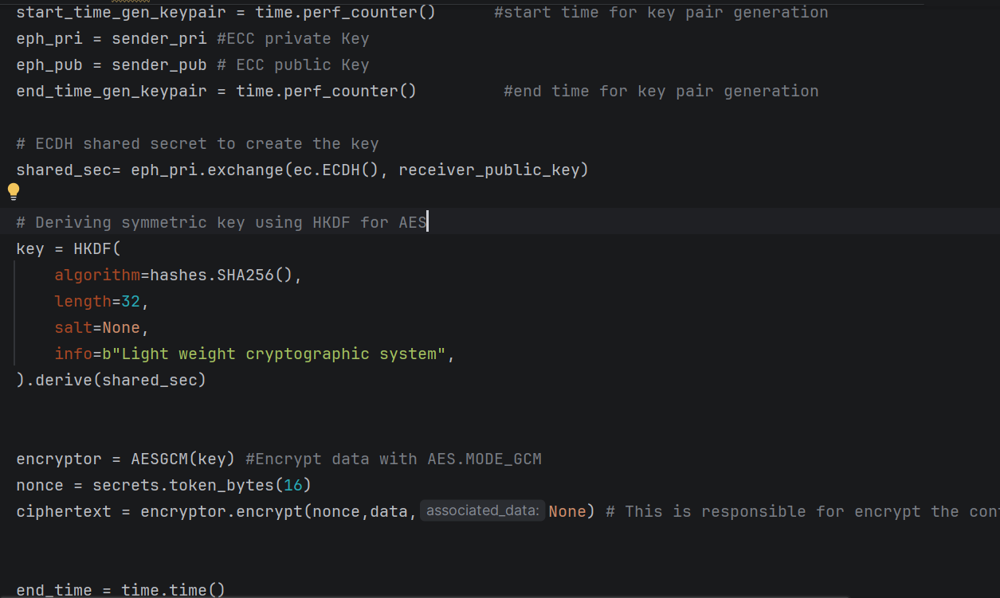 start_time_gen_keypair = time.perf_counter()      #start time for key pair generation
eph_pri = sender_pri #ECC private Key
eph_pub = sender_pub # ECC public Key
end_time_gen_keypair = time.perf_counter()         #end time for key pair generation
# ECDH shared secret to create the key
shared_sec= eph_pri.exchange(ec.ECDH(), receiver_public_key)
# Deriving symmetric key using HKDF for AES
key = HKDF(
    algorithm=hashes.SHA256(),
    length=32,
    salt=None,
    info=b"Light weight cryptographic system",
).derive(shared_sec)
encryptor = AESGCM(key) #Encrypt data with AES.MODE_GCM
nonce = secrets.token_bytes(16)
ciphertext = encryptor.encrypt(nonce,data, associated_data: None) # This is responsible for encrypt the
end_time = time.time()